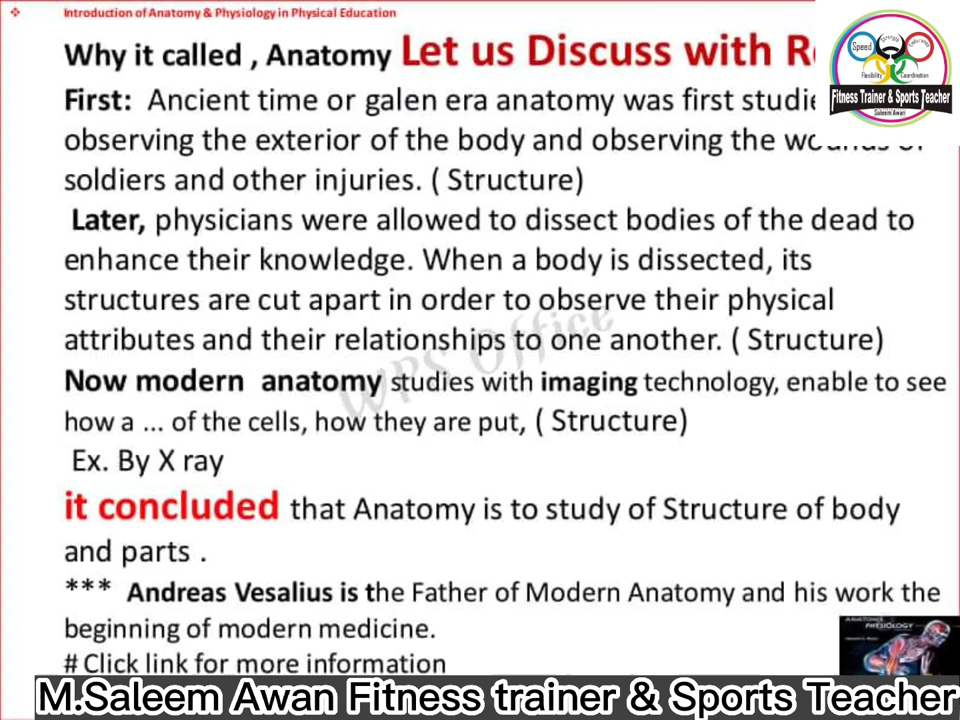 ❖ Introduction of Anatomy & Physiology in Physical Education
Why it called , Anatomy Let us Discuss with
First: Ancient time or galen era anatomy was first
observing the exterior of the body and observing the wounds of
soldiers and other injuries. ( Structure)
Later, physicians were allowed to dissect bodies of the dead to
enhance their knowledge. When a body is dissected, its
structures are cut apart in order to observe their physical
attributes and their relationships to one another. ( Structure)
Now modern anatomy studies with imaging technology, enable to see
how a ... of the cells, how they are put, ( Structure)
Ex. By X ray
it concluded that Anatomy is to study of Structure of body
and parts .
*** Andreas Vesalius is the Father of Modern Anatomy and his work the
beginning of modern medicine.
# Click link for more information
M.Saleem Awan Fitness trainer & Sports Teacher
Speed
Strength
Endurance
Flexibility
Coordination
Fitness Trainer & Sports Teacher
Saleem Awan
WPS Office
PHYSIOLOGY